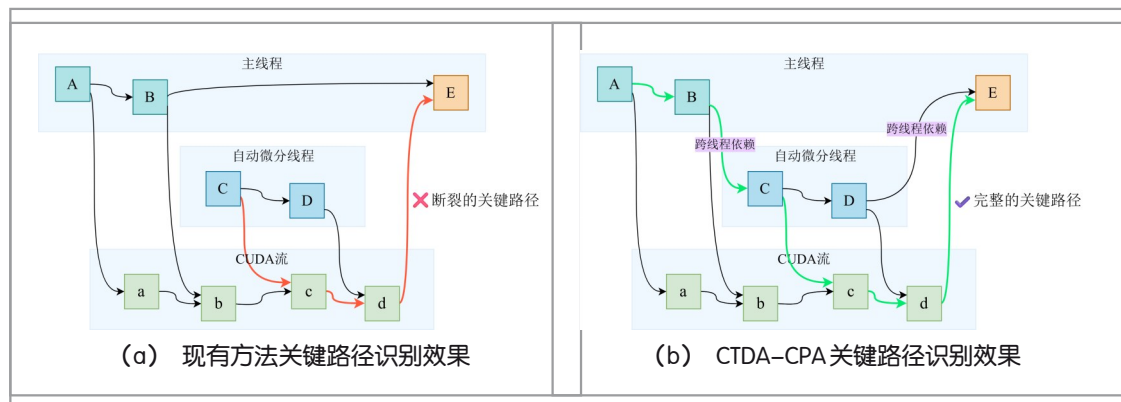 主线程
A
B
E
自动微分线程
C
D
断裂的关键路径
CUDA流
a
b
c
d
（a） 现有方法关键路径识别效果
主线程
A
B
E
跨线程依赖
跨线程依赖
自动微分线程
C
D
完整的关键路径
CUDA流
a
b
c
d
（b） CTDA-CPA关键路径识别效果